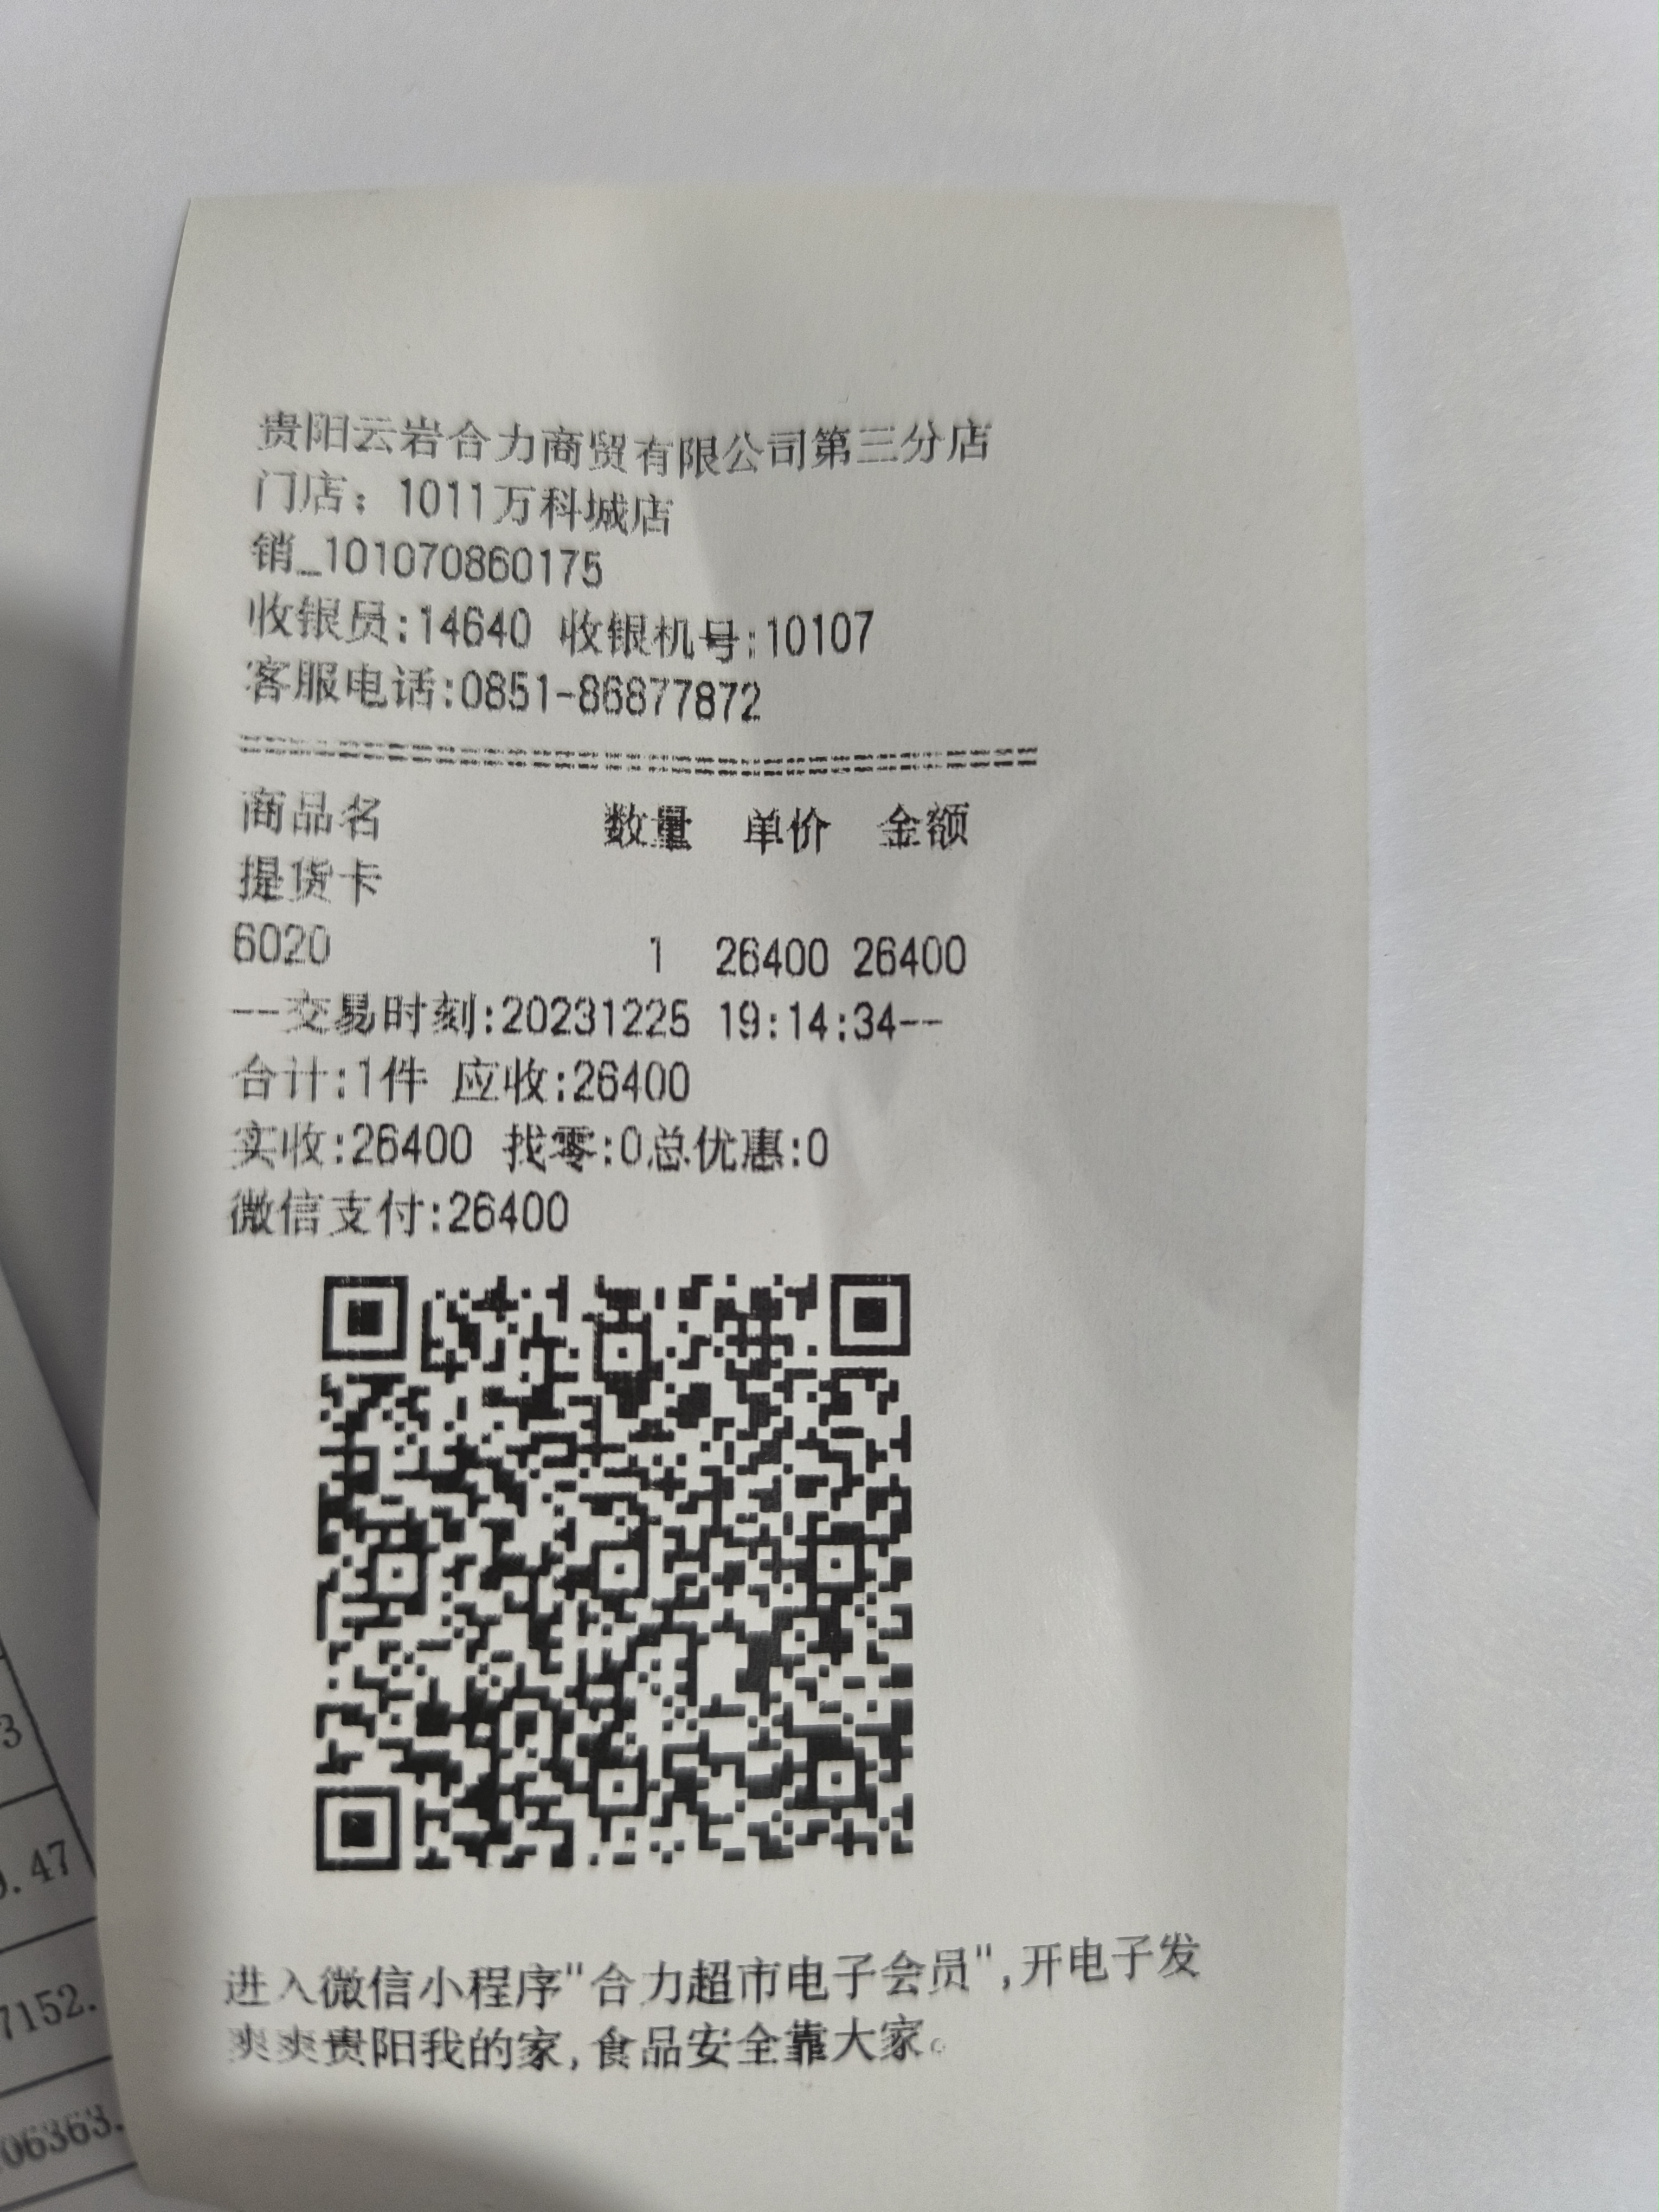 贵阳云岩合力商贸有限公司第三分店
门店：1011万科城店
销_101070860175
收银员:14640 收银机号:10107
客服电话:0851-86877872
===================================
商品名 数量 单价 金额
提货卡
6020 1 26400 26400
--交易时刻:20231225 19:14:34--
合计:1件 应收:26400
实收:26400 找零:0总优惠:0
微信支付:26400
进入微信小程序"合力超市电子会员",开电子发
爽爽贵阳我的家,食品安全靠大家。
3
.47
7152.
06363.